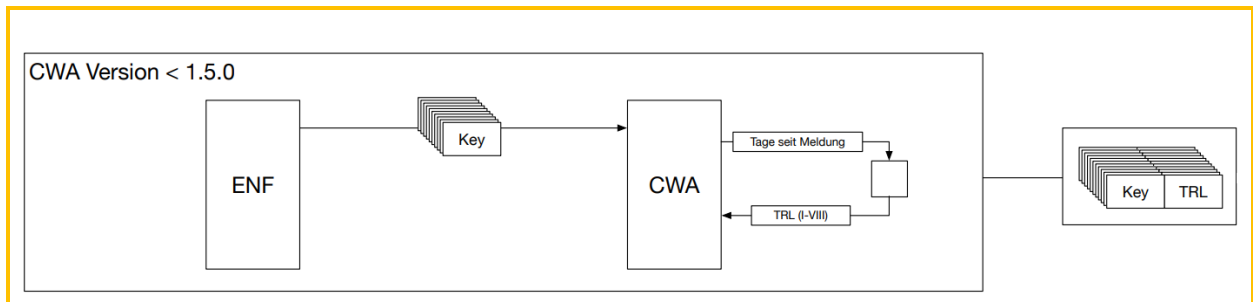 CWA Version < 1.5.0
Key
ENF
CWA
Tage seit Meldung
TRL (I-VIII)
Key TRL